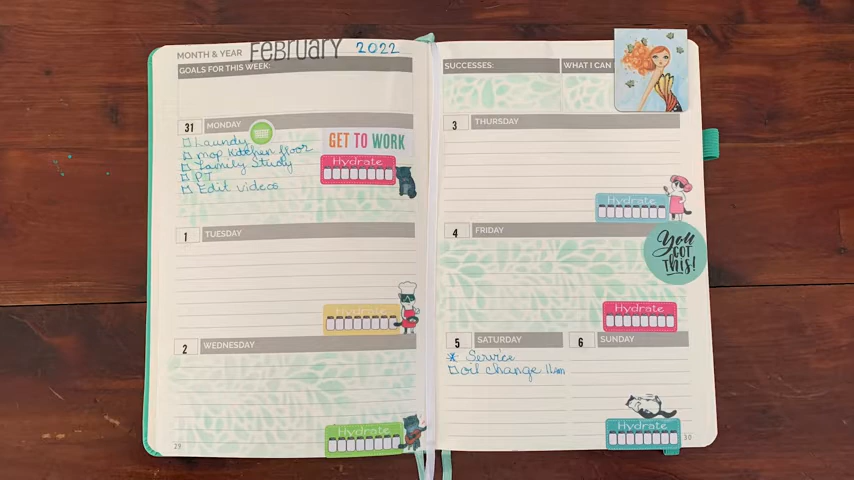 MONTH & YEAR February 2022
GOALS FOR THIS WEEK:
31 MONDAY
Laundry
mop Kitchen floor
Family Study
PT
Edit videos
GET TO WORK
Hydrate
1 TUESDAY
Hydrate
2 WEDNESDAY
Hydrate
29
SUCCESSES:
WHAT I CAN
3 THURSDAY
Hydrate
4 FRIDAY
You GOT THIS!
Hydrate
5 SATURDAY
* Service
oil change 11am
6 SUNDAY
Hydrate
30